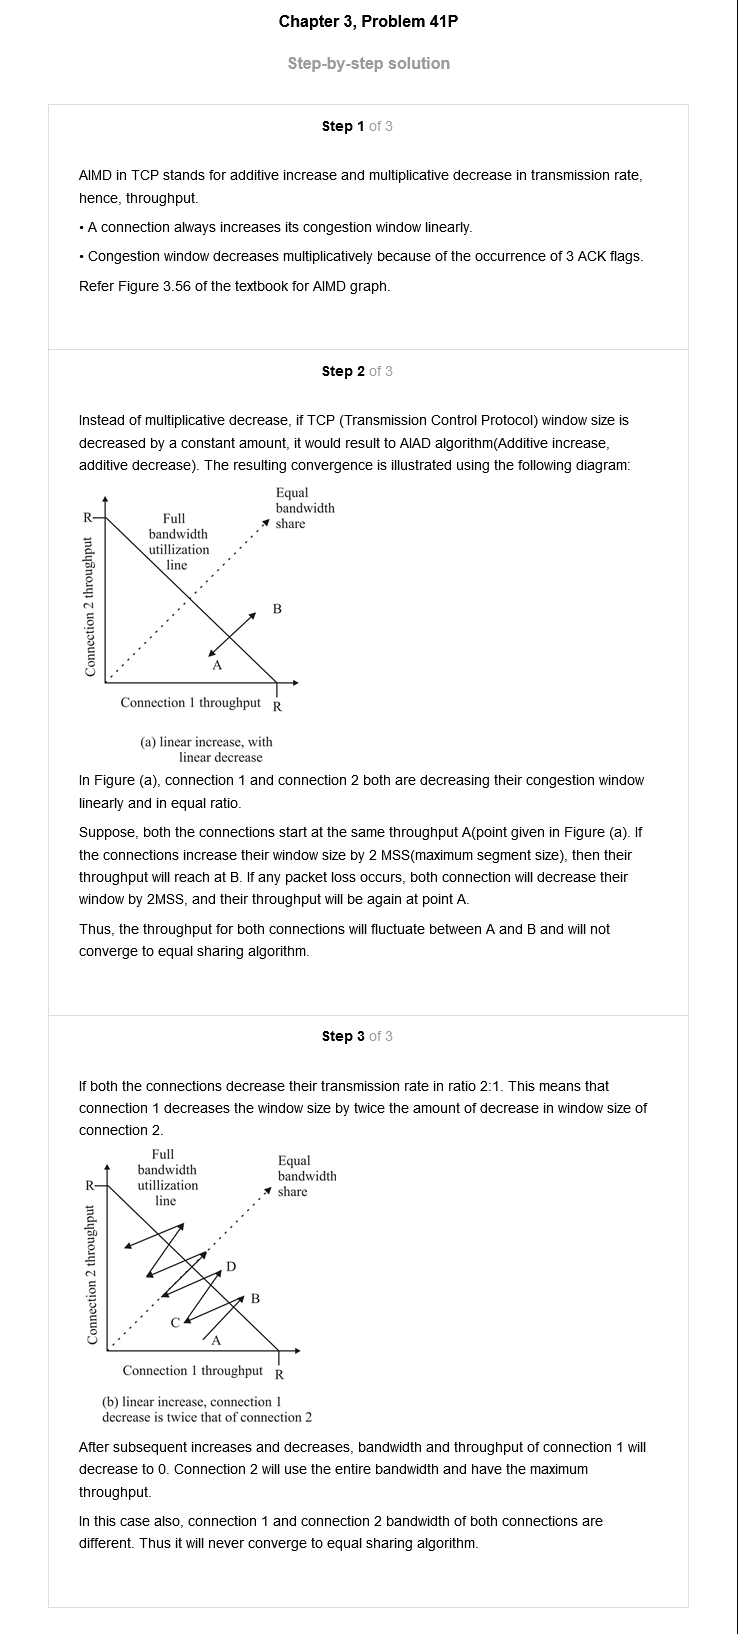 Chapter 3, Problem 41P
Step-by-step solution
Step 1 of 3
AIMD in TCP stands for additive increase and multiplicative decrease in transmission rate,
hence, throughput.
• A connection always increases its congestion window linearly.
• Congestion window decreases multiplicatively because of the occurrence of 3 ACK flags.
Refer Figure 3.56 of the textbook for AIMD graph.
Step 2 of 3
Instead of multiplicative decrease, if TCP (Transmission Control Protocol) window size is
decreased by a constant amount, it would result to AIAD algorithm(Additive increase,
additive decrease). The resulting convergence is illustrated using the following diagram:
Equal
bandwidth
share
R
Full
bandwidth
utillization
line
Connection 2 throughput
B
A
Connection 1 throughput R
(a) linear increase, with
linear decrease
In Figure (a), connection 1 and connection 2 both are decreasing their congestion window
linearly and in equal ratio.
Suppose, both the connections start at the same throughput A(point given in Figure (a). If
the connections increase their window size by 2 MSS(maximum segment size), then their
throughput will reach at B. If any packet loss occurs, both connection will decrease their
window by 2MSS, and their throughput will be again at point A.
Thus, the throughput for both connections will fluctuate between A and B and will not
converge to equal sharing algorithm.
Step 3 of 3
If both the connections decrease their transmission rate in ratio 2:1. This means that
connection 1 decreases the window size by twice the amount of decrease in window size of
connection 2.
Full
bandwidth
utillization
line
Equal
bandwidth
share
R
Connection 2 throughput
D
B
C
A
Connection 1 throughput R
(b) linear increase, connection 1
decrease is twice that of connection 2
After subsequent increases and decreases, bandwidth and throughput of connection 1 will
decrease to 0. Connection 2 will use the entire bandwidth and have the maximum
throughput.
In this case also, connection 1 and connection 2 bandwidth of both connections are
different. Thus it will never converge to equal sharing algorithm.